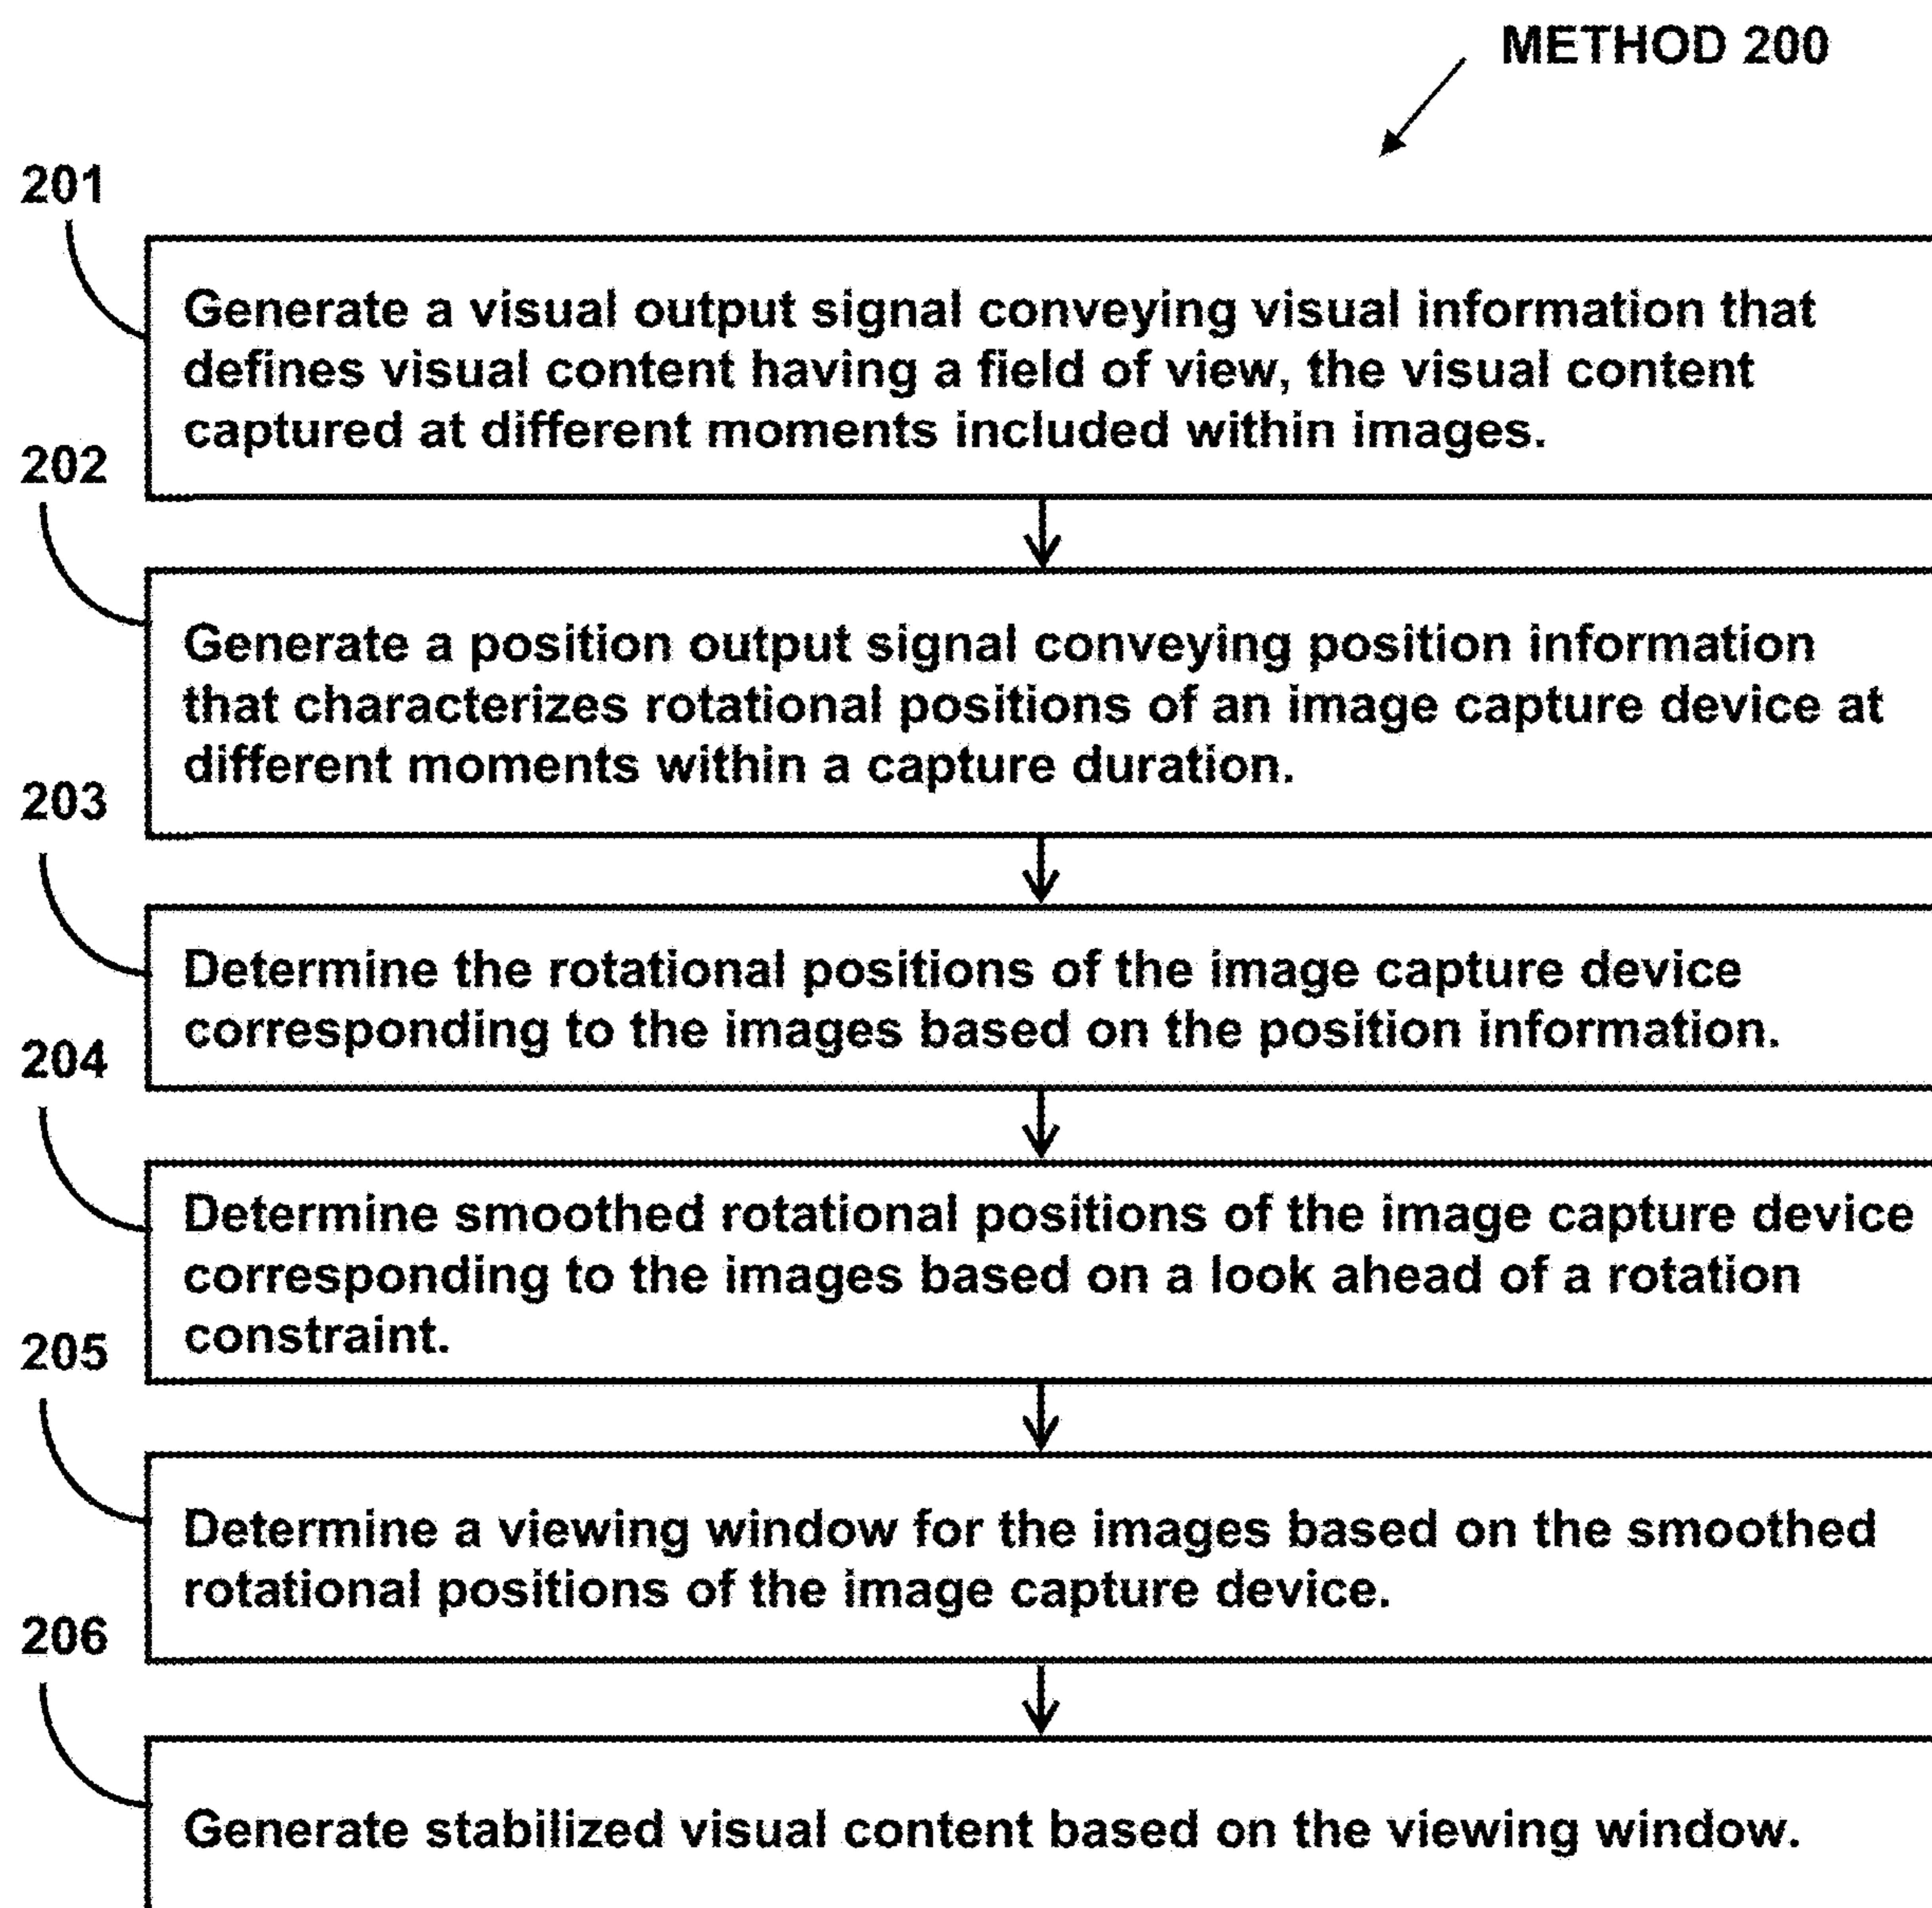 METHOD 200
201
Generate a visual output signal conveying visual information that
defines visual content having a field of view, the visual content
captured at different moments included within images.
202
Generate a position output signal conveying position information
that characterizes rotational positions of an image capture device at
different moments within a capture duration.
203
Determine the rotational positions of the image capture device
corresponding to the images based on the position information.
204
Determine smoothed rotational positions of the image capture device
corresponding to the images based on a look ahead of a rotation
constraint.
205
Determine a viewing window for the images based on the smoothed
rotational positions of the image capture device.
206
Generate stabilized visual content based on the viewing window.